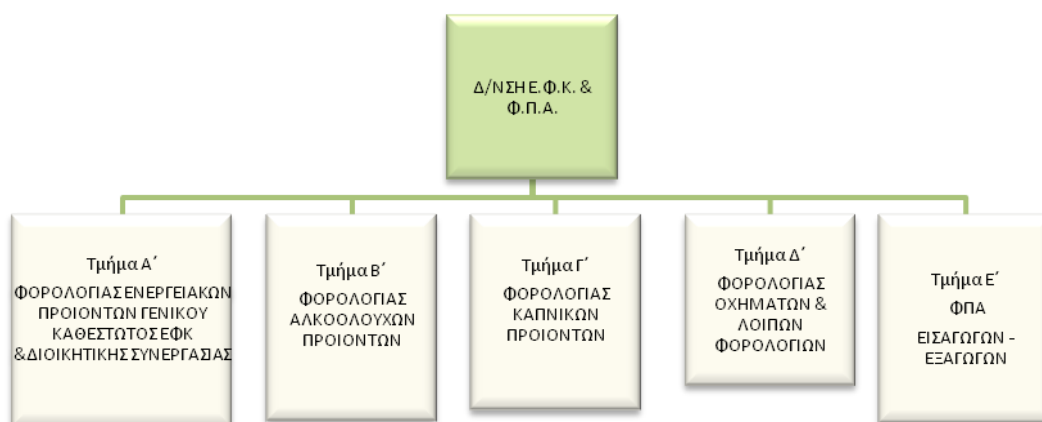 Δ/ΝΣΗ Ε.Φ.Κ. &
Φ.Π.Α.
Τμήμα Α΄
ΦΟΡΟΛΟΓΙΑΣ ΕΝΕΡΓΕΙΑΚΩΝ
ΠΡΟΙΟΝΤΩΝ ΓΕΝΙΚΟΥ
ΚΑΘΕΣΤΩΤΟΣ ΕΦΚ
&ΔΙΟΙΚΗΤΙΚΗΣ ΣΥΝΕΡΓΑΣΙΑΣ
Τμήμα Β΄
ΦΟΡΟΛΟΓΙΑΣ
ΑΛΚΟΟΛΟΥΧΩΝ
ΠΡΟΙΟΝΤΩΝ
Τμήμα Γ΄
ΦΟΡΟΛΟΓΙΑΣ
ΚΑΠΝΙΚΩΝ
ΠΡΟΙΟΝΤΩΝ
Τμήμα Δ΄
ΦΟΡΟΛΟΓΙΑΣ
ΟΧΗΜΑΤΩΝ &
ΛΟΙΠΩΝ
ΦΟΡΟΛΟΓΙΩΝ
Τμήμα Ε΄
ΦΠΑ
ΕΙΣΑΓΩΓΩΝ –
ΕΞΑΓΩΓΩΝ